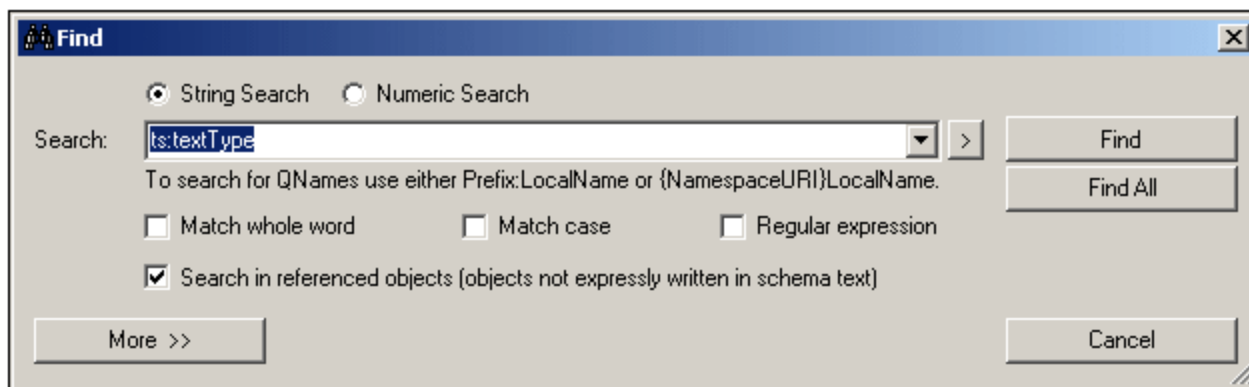 Find
String Search Numeric Search
Search: ts:textType > Find
To search for QNames use either Prefix:LocalName or {NamespaceURI}LocalName.
Find All
Match whole word Match case Regular expression
Search in referenced objects (objects not expressly written in schema text)
More >> Cancel